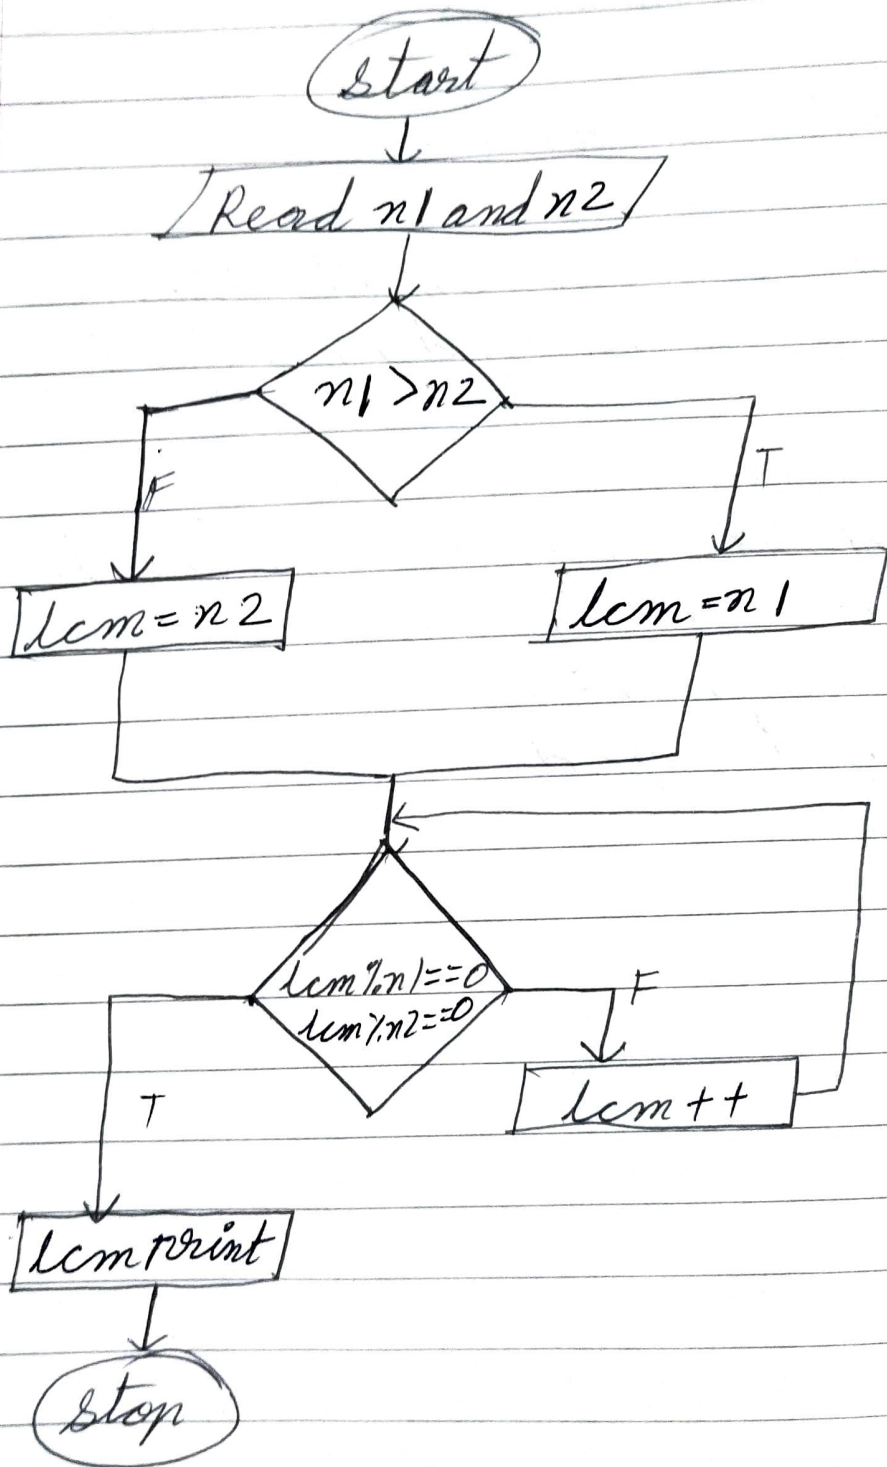 start
Read n1 and n2
n1 > n2
F
T
lcm = n2
lcm = n1
lcm % n1 == 0
lcm % n2 == 0
F
T
lcm ++
lcm print
stop